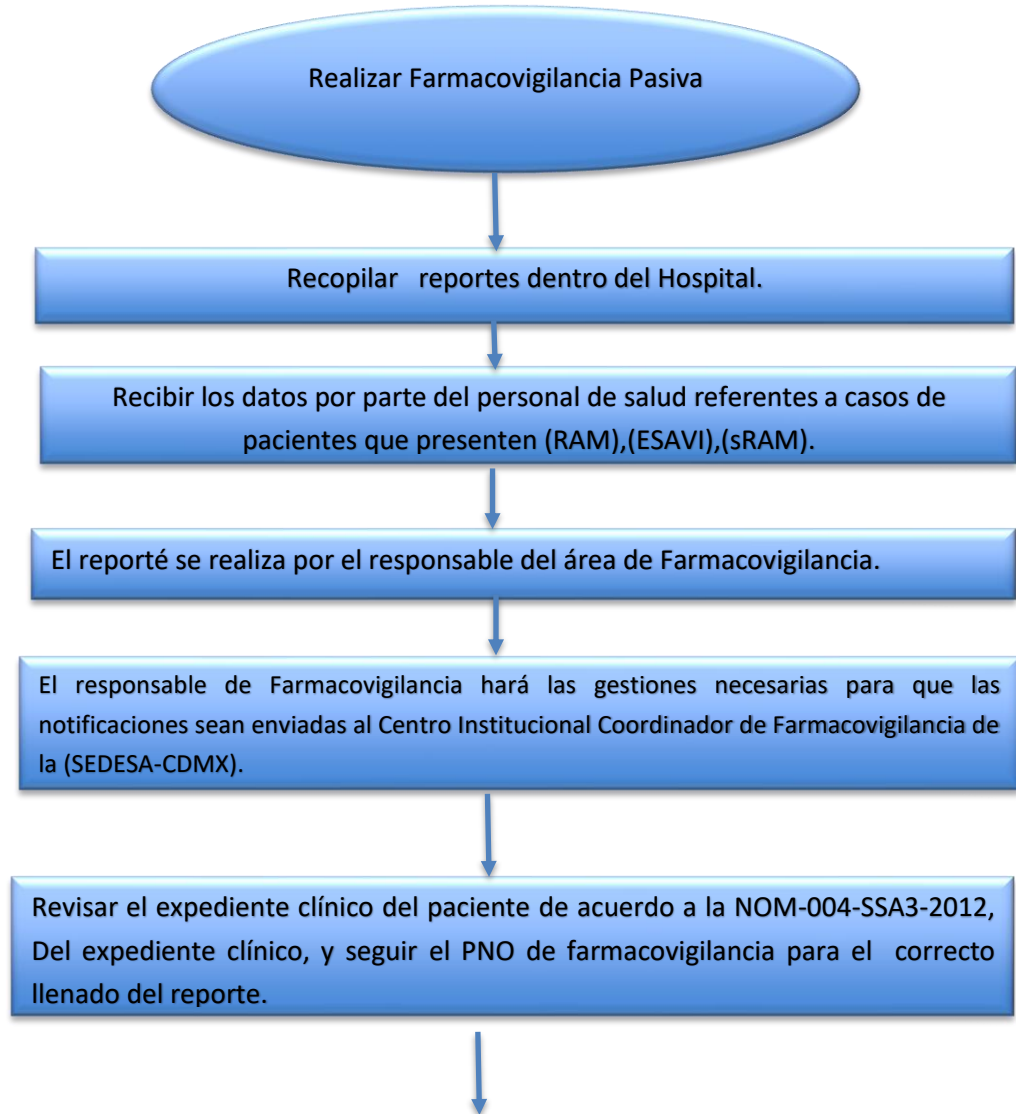 Realizar Farmacovigilancia Pasiva
Recopilar reportes dentro del Hospital.
Recibir los datos por parte del personal de salud referentes a casos de
pacientes que presenten (RAM),(ESAVI),(sRAM).
El reporté se realiza por el responsable del área de Farmacovigilancia.
El responsable de Farmacovigilancia hará las gestiones necesarias para que las
notificaciones sean enviadas al Centro Institucional Coordinador de Farmacovigilancia de
la (SEDESA-CDMX).
Revisar el expediente clínico del paciente de acuerdo a la NOM-004-SSA3-2012,
Del expediente clínico, y seguir el PNO de farmacovigilancia para el correcto
llenado del reporte.